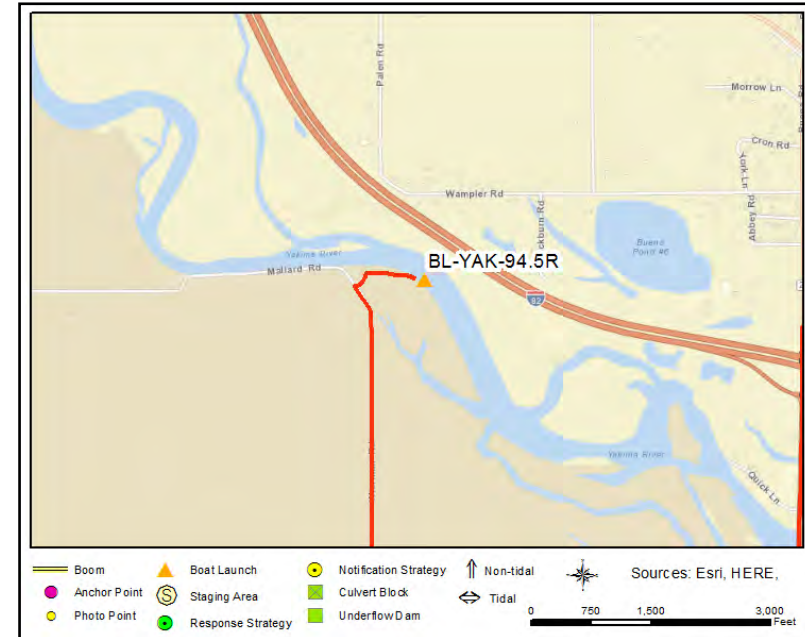 Palen Rd
Morrow Ln
Cron Rd
York Ln
Abbey Rd
Wampler Rd
ckburn Rd
Buena
Yakima River
Mallard Rd
BL-YAK-94.5R
82
Yakima River
Quick Ln
Boom
Boat Launch
Notification Strategy
Non-tidal
Sources: Esri, HERE,
Anchor Point
S Staging Area
Culvert Block
Tidal
Photo Point
Response Strategy
Underflow Dam
0 750 1,500 3,000
Feet